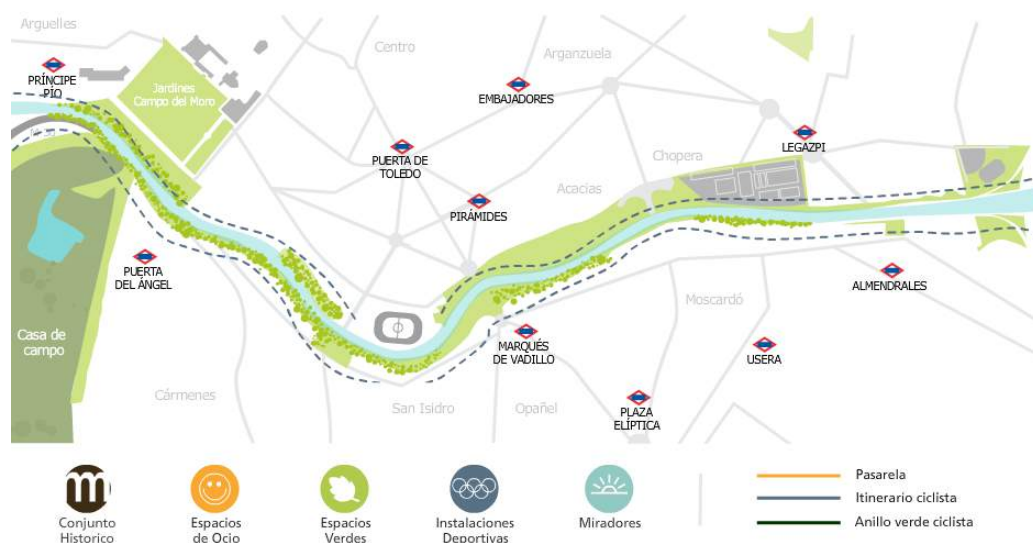 Arguelles
PRÍNCIPE
PÍO
M-30
Jardines
Campo del Moro
Centro
EMBAJADORES
Arganzuela
LEGAZPI
PUERTA DE
TOLEDO
PIRÁMIDES
Acacias
Chopera
PUERTA
DEL ÁNGEL
Casa de
campo
Cármenes
San Isidro
MARQUÉS
DE VADILLO
Opañel
PLAZA
ELÍPTICA
Moscardó
USERA
ALMENDRALES
Conjunto
Historico
Espacios
de Ocio
Espacios
Verdes
Instalaciones
Deportivas
Miradores
Pasarela
Itinerario ciclista
Anillo verde ciclista